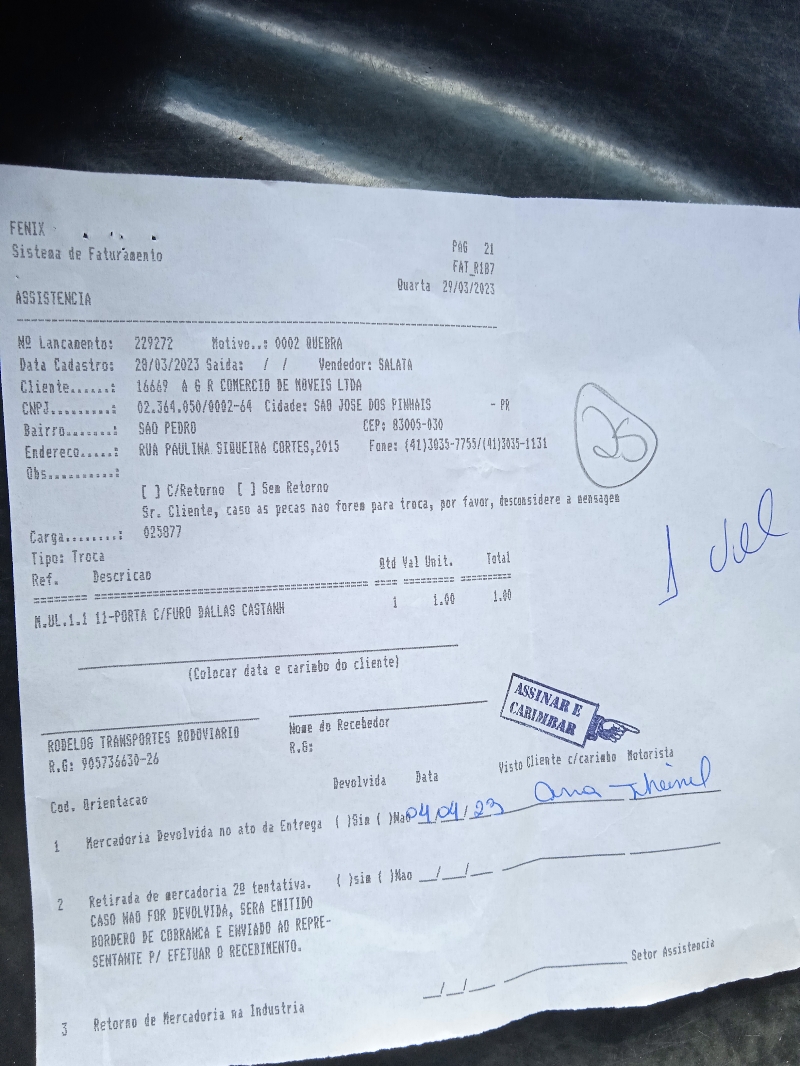 FENIX
Sistema de Faturamento
PAG 21
FAT_R187
Quarta 29/03/2023
ASSISTENCIA
Nº Lancamento: 229272 Motivo..: 0002 QUEBRA
Data Cadastro: 29/03/2023 Saida: / / Vendedor: SALATA
Cliente......: 16669 A G R COMERCIO DE MOVEIS LTDA
CNPJ.........: 02.364.050/0002-64 Cidade: SAO JOSE DOS PINHAIS - PR
Bairro.......: SAO PEDRO CEP: 83005-030
Endereco.....: RUA PAULINA SIQUEIRA CORTES,2015 Fone: (41)3035-7755/(41)3035-1131
Obs..........:
[ ] C/Retorno [ ] Sem Retorno
Sr. Cliente, caso as pecas nao forem para troca, por favor, desconsidere a mensagem
Carga........: 025877
Tipo: Troca
Ref. Descricao Qtd Val Unit. Total
M.UL.1.1 11-PORTA C/FURO DALLAS CASTANH 1 1.00 1.00
(Colocar data e carimbo do cliente)
ASSINAR E
CARIMBAR
RODELOG TRANSPORTES RODOVIARIO
R.G: 905736630-26
Nome do Recebedor
R.G:
Cod. Orientacao Devolvida Data Visto Cliente c/carimbo Motorista
1 Mercadoria Devolvida no ato da Entrega ( )Sim ( )Nao 04/04/23 Ana
2 Retirada de mercadoria 2º tentativa. ( )sim ( )Nao __/__/__
CASO NAO FOR DEVOLVIDA, SERA EMITIDO
BORDERO DE COBRANCA E ENVIADO AO REPRE-
SENTANTE P/ EFETUAR O RECEBIMENTO.
3 Retorno de Mercadoria na Industria __/__/__ Setor Assistencia